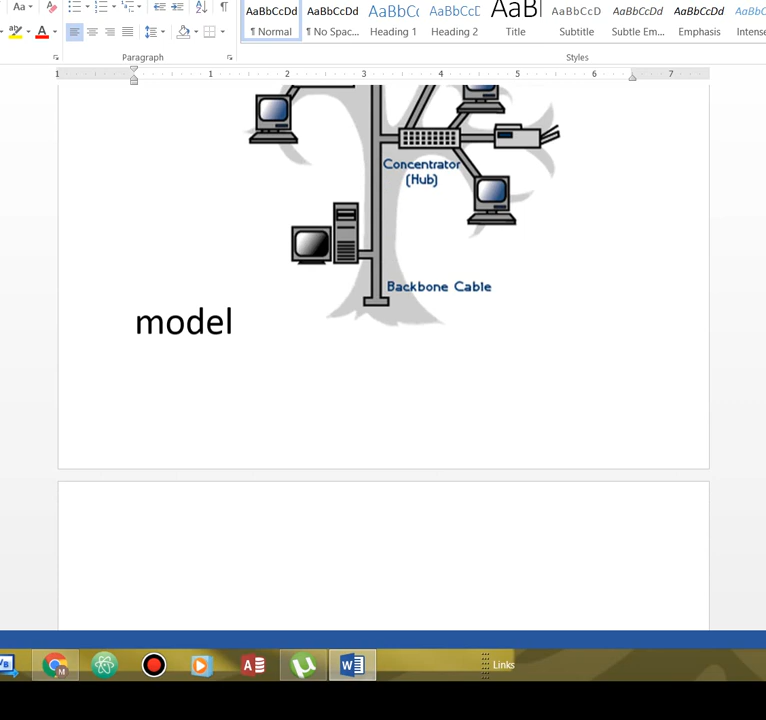 Aa
A
AaBbCcDd AaBbCcDd AaBbC( AaBbCcD AaB AaBbCcD AaBbCcDd AaBbCcDd
¶ Normal ¶ No Spac... Heading 1 Heading 2 Title Subtitle Subtle Em... Emphasis Intense
Paragraph Styles
1 1 2 3 4 5 6 7
Concentrator
(Hub)
Backbone Cable
model
Links